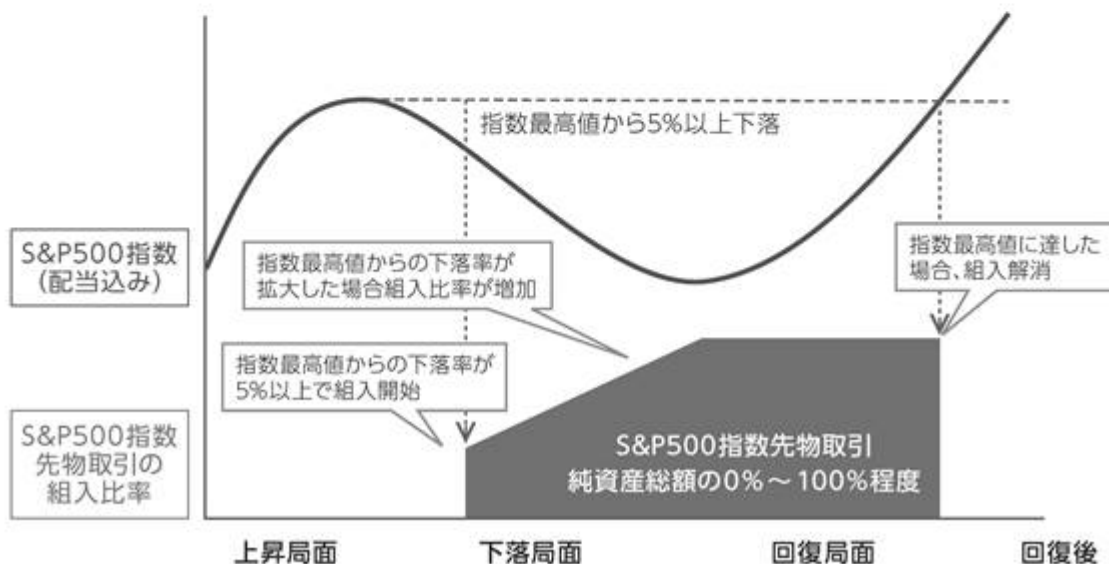 指数最高値から5%以上下落
S&P500指数
(配当込み)
指数最高値からの下落率が
拡大した場合組入比率が増加
指数最高値に達した
場合、組入解消
指数最高値からの下落率が
5%以上で組入開始
S&P500指数
先物取引の
組入比率
S&P500指数先物取引
純資産総額の0%～100%程度
上昇局面
下落局面
回復局面
回復後